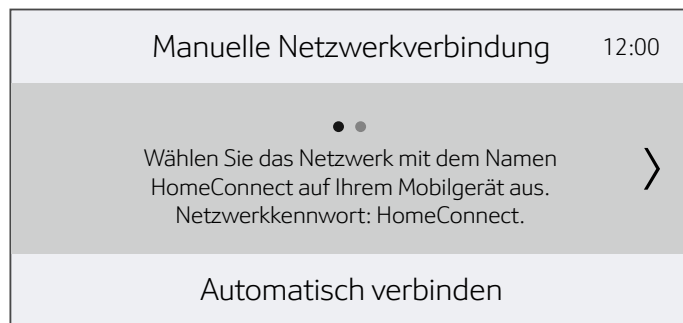 Manuelle Netzwerkverbindung 12:00
Wählen Sie das Netzwerk mit dem Namen
HomeConnect auf Ihrem Mobilgerät aus.
Netzwerkkennwort: HomeConnect.
Automatisch verbinden